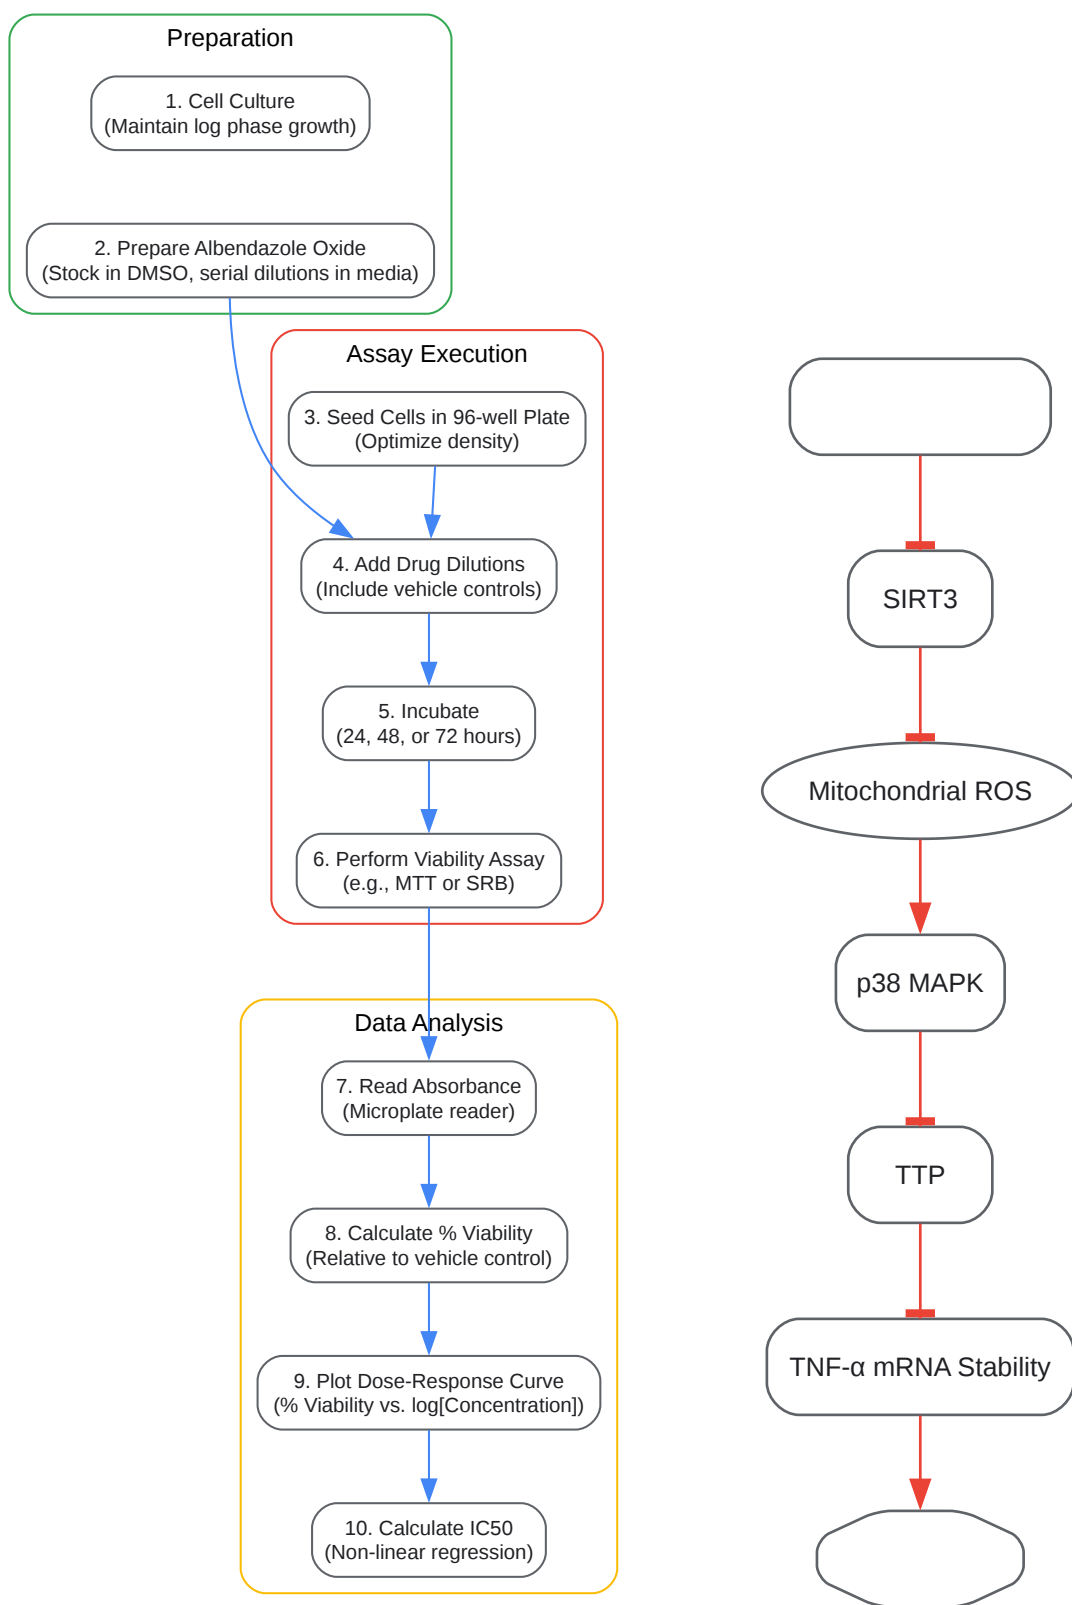 Preparation
1. Cell Culture
(Maintain log phase growth)
2. Prepare Albendazole Oxide
(Stock in DMSO, serial dilutions in media)
Assay Execution
3. Seed Cells in 96-well Plate
(Optimize density)
4. Add Drug Dilutions
(Include vehicle controls)
5. Incubate
(24, 48, or 72 hours)
6. Perform Viability Assay
(e.g., MTT or SRB)
Data Analysis
7. Read Absorbance
(Microplate reader)
8. Calculate % Viability
(Relative to vehicle control)
9. Plot Dose-Response Curve
(% Viability vs. log[Concentration])
10. Calculate IC50
(Non-linear regression)
SIRT3
Mitochondrial ROS
p38 MAPK
TTP
TNF-α mRNA Stability